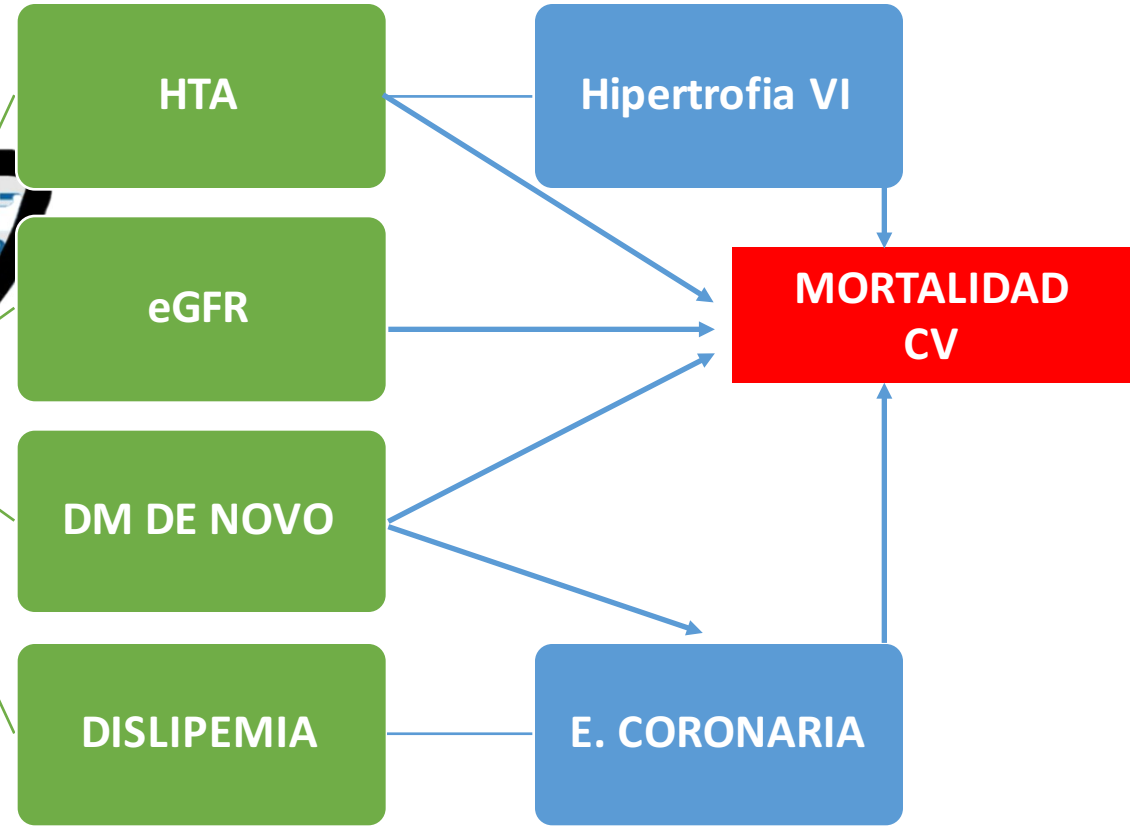 HTA
Hipertrofia VI
eGFR
MORTALIDAD
CV
DM DE NOVO
DISLIPEMIA
E. CORONARIA